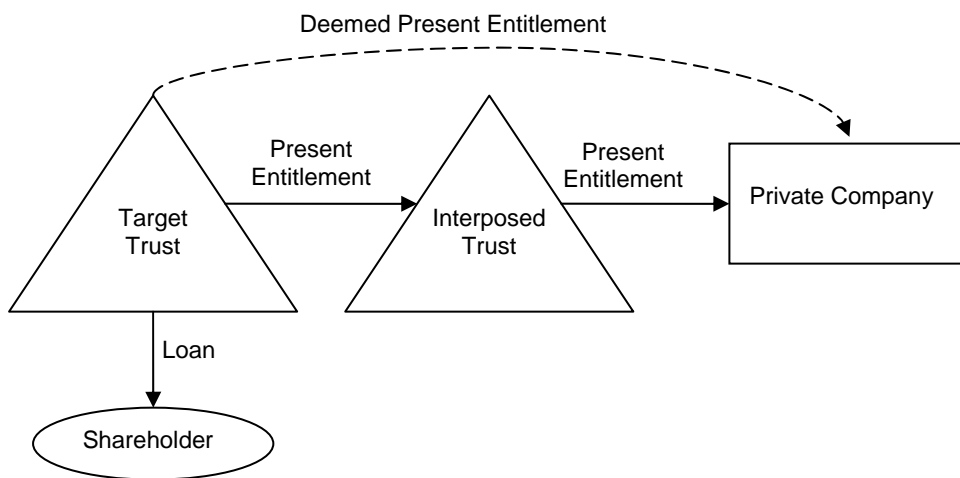 Deemed Present Entitlement
Present
Entitlement
Present
Entitlement
Target
Trust
Interposed
Trust
Private Company
Loan
Shareholder